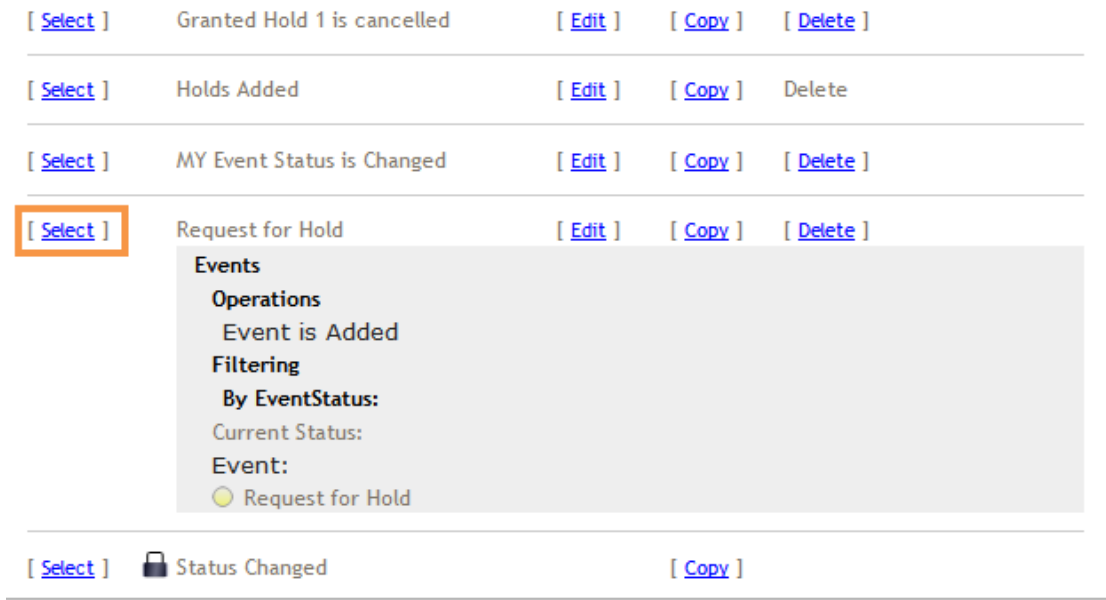 [ Select ] Granted Hold 1 is cancelled [ Edit ] [ Copy ] [ Delete ]
[ Select ] Holds Added [ Edit ] [ Copy ] Delete
[ Select ] MY Event Status is Changed [ Edit ] [ Copy ] [ Delete ]
[ Select ] Request for Hold [ Edit ] [ Copy ] [ Delete ]
Events
Operations
Event is Added
Filtering
By EventStatus:
Current Status:
Event:
Request for Hold
[ Select ] Status Changed [ Copy ]